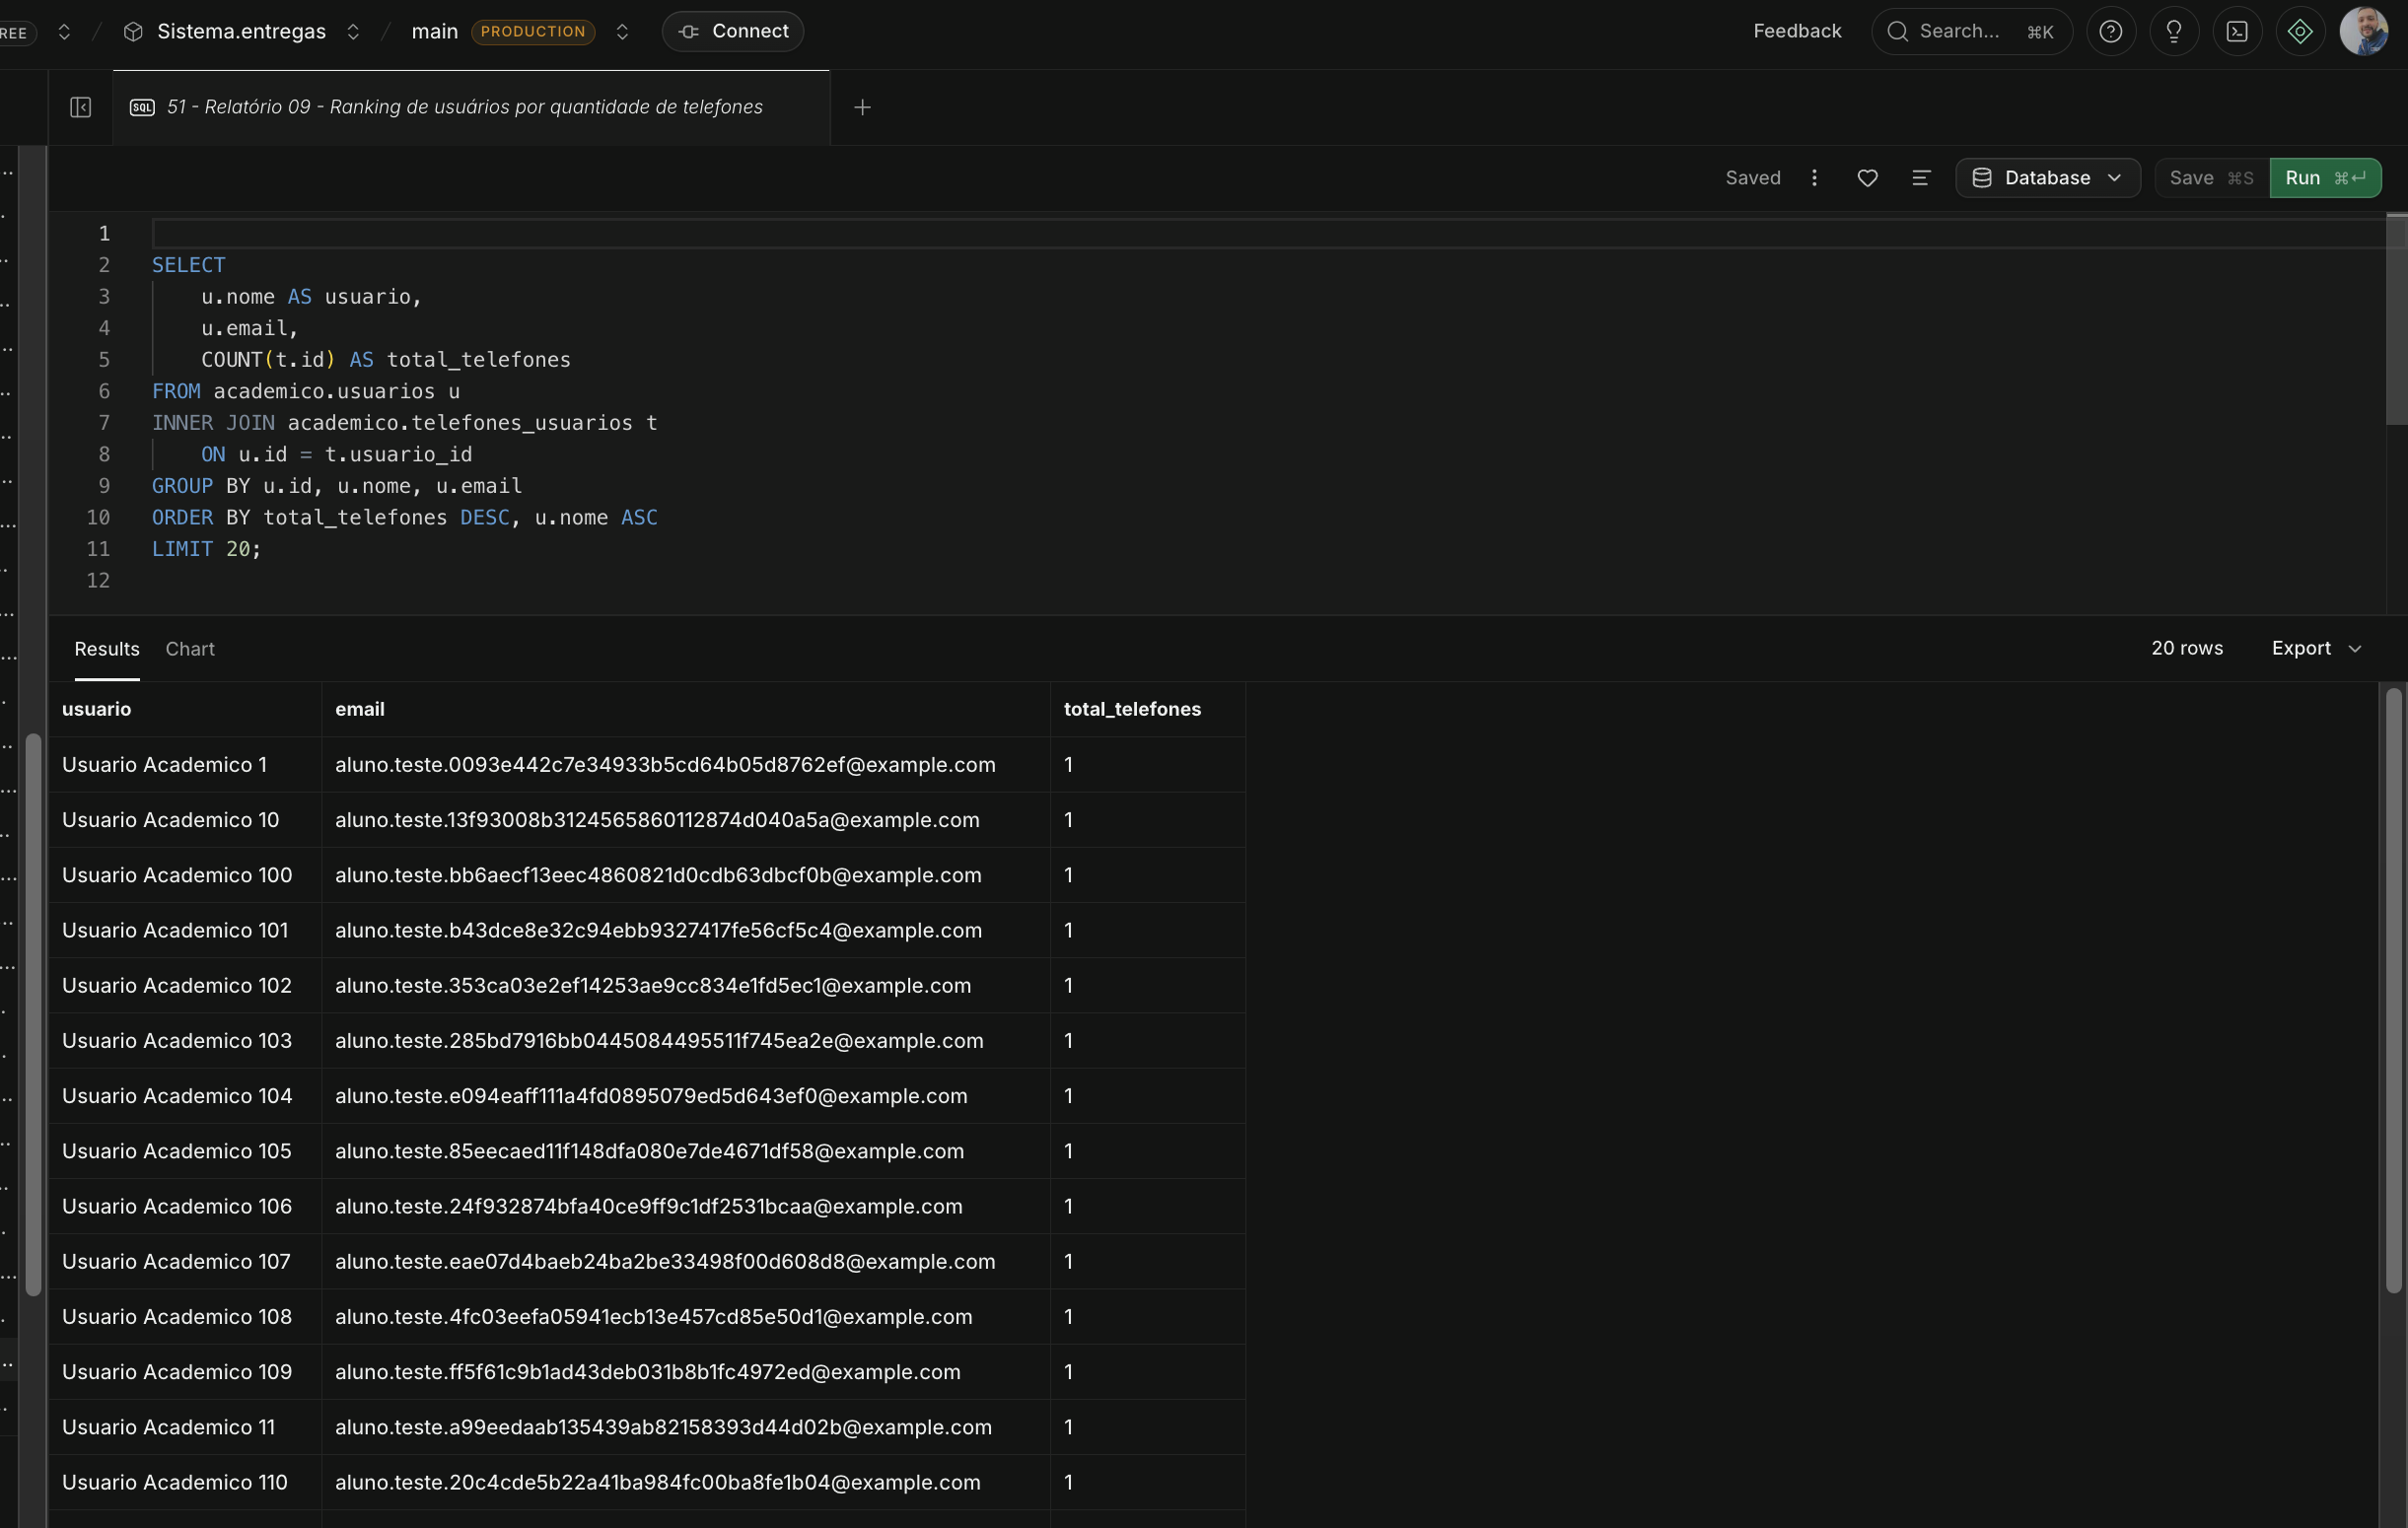 REE / Sistema.entregas / main PRODUCTION Connect Feedback Search... ⌘K
SQL 51 - Relatório 09 - Ranking de usuários por quantidade de telefones +
Saved Database Save ⌘S Run ⌘↵
1
2 SELECT
3 u.nome AS usuario,
4 u.email,
5 COUNT(t.id) AS total_telefones
6 FROM academico.usuarios u
7 INNER JOIN academico.telefones_usuarios t
8 ON u.id = t.usuario_id
9 GROUP BY u.id, u.nome, u.email
10 ORDER BY total_telefones DESC, u.nome ASC
11 LIMIT 20;
12
Results Chart 20 rows Export
usuario email total_telefones
Usuario Academico 1 aluno.teste.0093e442c7e34933b5cd64b05d8762ef@example.com 1
Usuario Academico 10 aluno.teste.13f93008b3124565860112874d040a5a@example.com 1
Usuario Academico 100 aluno.teste.bb6aecf13eec4860821d0cdb63dbcf0b@example.com 1
Usuario Academico 101 aluno.teste.b43dce8e32c94ebb9327417fe56cf5c4@example.com 1
Usuario Academico 102 aluno.teste.353ca03e2ef14253ae9cc834e1fd5ec1@example.com 1
Usuario Academico 103 aluno.teste.285bd7916bb0445084495511f745ea2e@example.com 1
Usuario Academico 104 aluno.teste.e094eaff111a4fd0895079ed5d643ef0@example.com 1
Usuario Academico 105 aluno.teste.85eecaed11f148dfa080e7de4671df58@example.com 1
Usuario Academico 106 aluno.teste.24f932874bfa40ce9ff9c1df2531bcaa@example.com 1
Usuario Academico 107 aluno.teste.eae07d4baeb24ba2be33498f00d608d8@example.com 1
Usuario Academico 108 aluno.teste.4fc03eefa05941ecb13e457cd85e50d1@example.com 1
Usuario Academico 109 aluno.teste.ff5f61c9b1ad43deb031b8b1fc4972ed@example.com 1
Usuario Academico 11 aluno.teste.a99eedaab135439ab82158393d44d02b@example.com 1
Usuario Academico 110 aluno.teste.20c4cde5b22a41ba984fc00ba8fe1b04@example.com 1